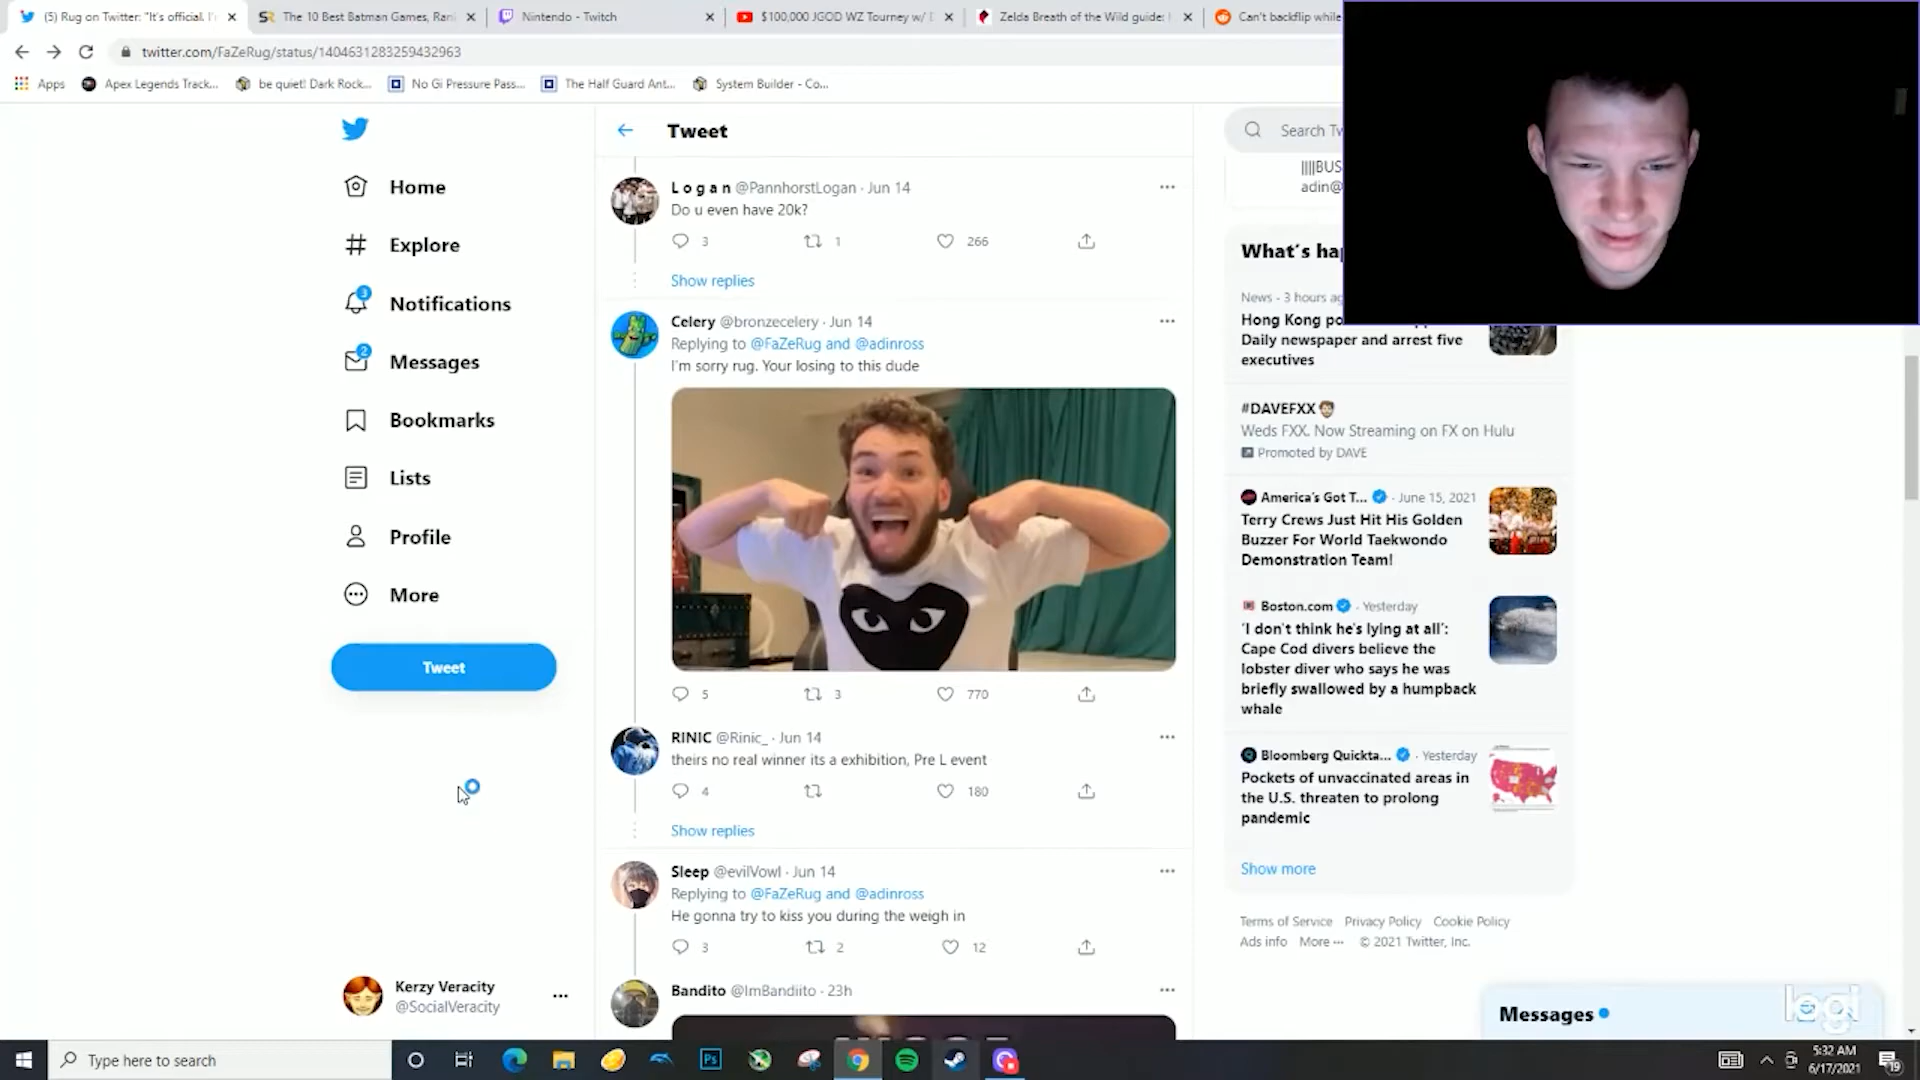 (5) Rug on Twitter: "It's official. I'
The 10 Best Batman Games, Ran
Nintendo - Twitch
$100,000 JGOD WZ Tourney w/
Zelda Breath of the Wild guide:
Can't backflip while
twitter.com/FaZeRug/status/1404631283259432963
Apps
Apex Legends Track...
be quiet! Dark Rock...
No Gi Pressure Pass...
The Half Guard Ant...
System Builder - Co...
Home
Explore
3
Notifications
2
Messages
Bookmarks
Lists
Profile
More
Tweet
Kerzy Veracity
@SocialVeracity
Tweet
L o g a n @PannhorstLogan · Jun 14
Do u even have 20k?
3 1 266
Show replies
Celery @bronzecelery · Jun 14
Replying to @FaZeRug and @adinross
I'm sorry rug. Your losing to this dude
5 3 770
RINIC @Rinic_ · Jun 14
theirs no real winner its a exhibition, Pre L event
4 180
Show replies
Sleep @evilVowl · Jun 14
Replying to @FaZeRug and @adinross
He gonna try to kiss you during the weigh in
3 2 12
Bandito @ImBandiito · 23h
Search Tw
||||BUS
adin@
What's ha
News · 3 hours ag
Hong Kong po
Daily newspaper and arrest five
executives
#DAVEFXX
Weds FXX. Now Streaming on FX on Hulu
Promoted by DAVE
America's Got T... · June 15, 2021
Terry Crews Just Hit His Golden
Buzzer For World Taekwondo
Demonstration Team!
Boston.com · Yesterday
'I don't think he's lying at all':
Cape Cod divers believe the
lobster diver who says he was
briefly swallowed by a humpback
whale
Bloomberg Quickta... · Yesterday
Pockets of unvaccinated areas in
the U.S. threaten to prolong
pandemic
Show more
Terms of Service Privacy Policy Cookie Policy
Ads info More ··· © 2021 Twitter, Inc.
Messages
logi
Type here to search
Ps
5:32 AM
6/17/2021
19